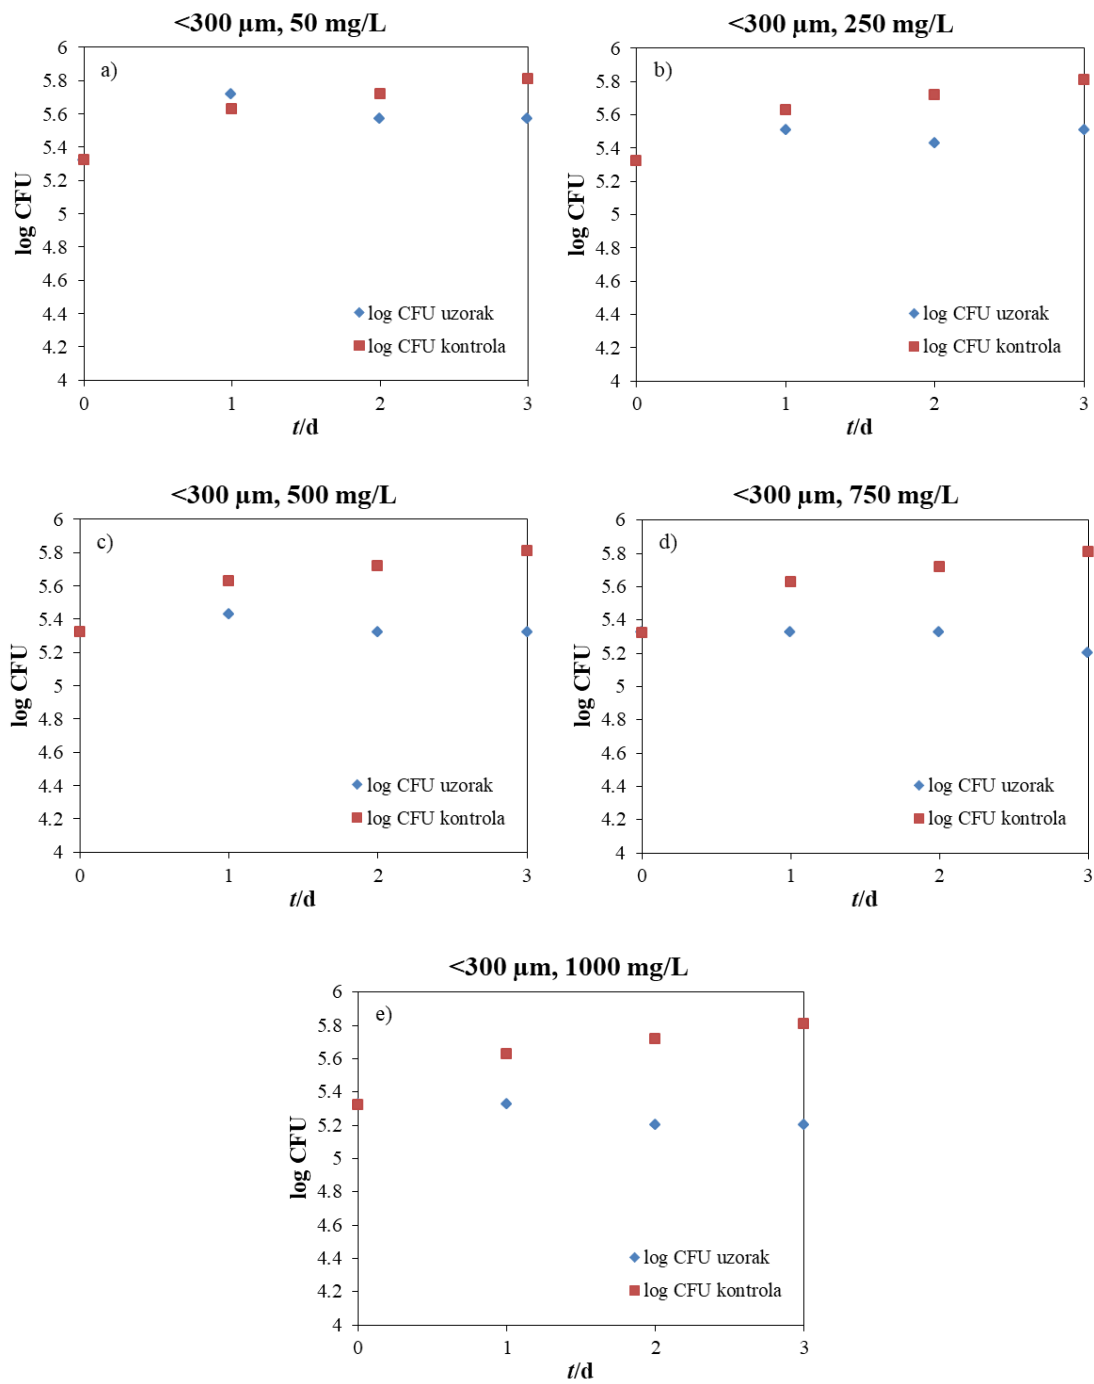 <300 µm, 50 mg/L
a)
6
5.8
5.6
5.4
5.2
5
4.8
4.6
4.4
4.2
4
log CFU
log CFU uzorak
log CFU kontrola
0 1 2 3
t/d
<300 µm, 250 mg/L
b)
6
5.8
5.6
5.4
5.2
5
4.8
4.6
4.4
4.2
4
log CFU
log CFU uzorak
log CFU kontrola
0 1 2 3
t/d
<300 µm, 500 mg/L
c)
6
5.8
5.6
5.4
5.2
5
4.8
4.6
4.4
4.2
4
log CFU
log CFU uzorak
log CFU kontrola
0 1 2 3
t/d
<300 µm, 750 mg/L
d)
6
5.8
5.6
5.4
5.2
5
4.8
4.6
4.4
4.2
4
log CFU
log CFU uzorak
log CFU kontrola
0 1 2 3
t/d
<300 µm, 1000 mg/L
e)
6
5.8
5.6
5.4
5.2
5
4.8
4.6
4.4
4.2
4
log CFU
log CFU uzorak
log CFU kontrola
0 1 2 3
t/d